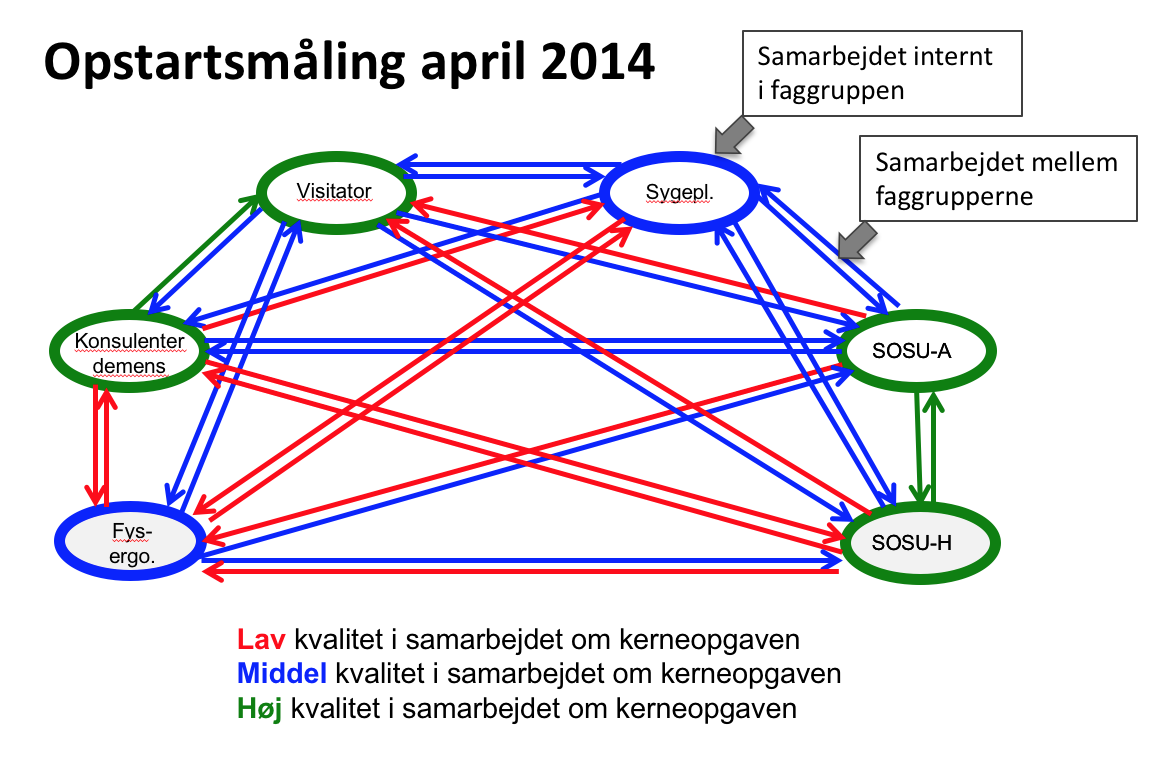 Opstartsmåling april 2014
Samarbejdet internt
i faggruppen
Samarbejdet mellem
faggrupperne
Visitator
Sygepl.
Konsulenter
demens
SOSU-A
Fys-
ergo.
SOSU-H
Lav kvalitet i samarbejdet om kerneopgaven
Middel kvalitet i samarbejdet om kerneopgaven
Høj kvalitet i samarbejdet om kerneopgaven